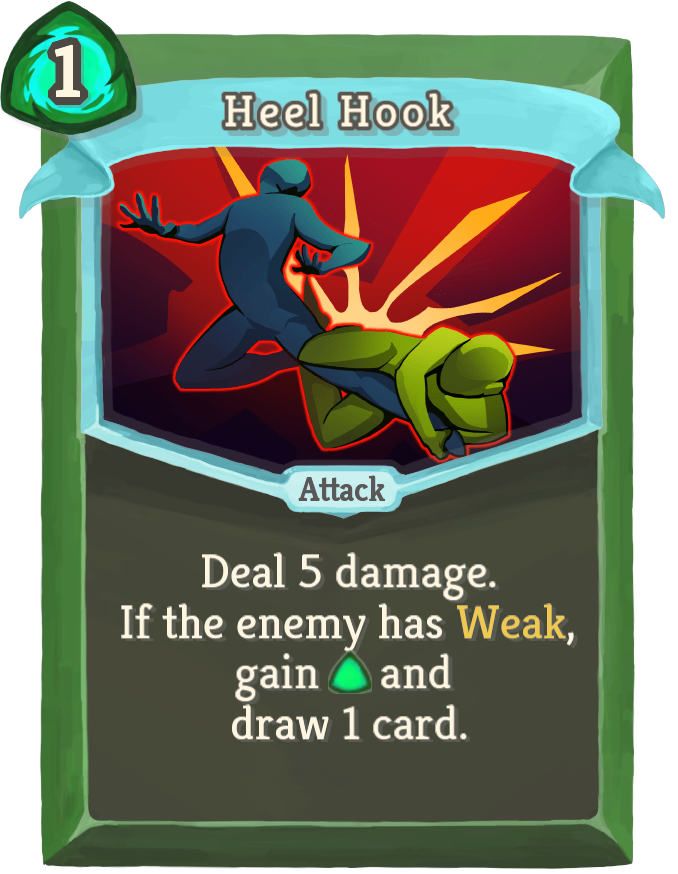 1
Heel Hook
Attack
Deal 5 damage.
If the enemy has Weak,
gain and
draw 1 card.